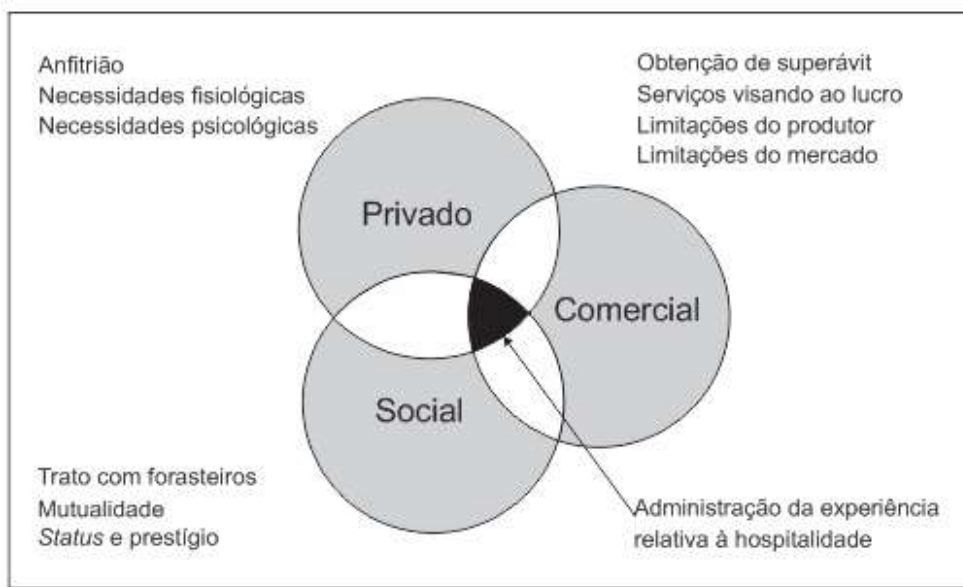 Anfitrião
Necessidades fisiológicas
Necessidades psicológicas
Obtenção de superávit
Serviços visando ao lucro
Limitações do produtor
Limitações do mercado
Privado
Comercial
Social
Trato com forasteiros
Mutualidade
Status e prestígio
Administração da experiência
relativa à hospitalidade